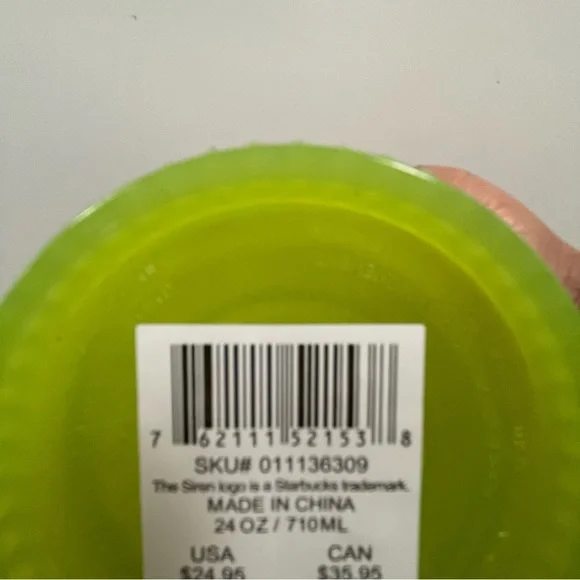 7 62111 52153 8
SKU# 011136309
The Siren logo is a Starbucks trademark.
MADE IN CHINA
24 OZ / 710ML
USA CAN
$24.95 $35.95